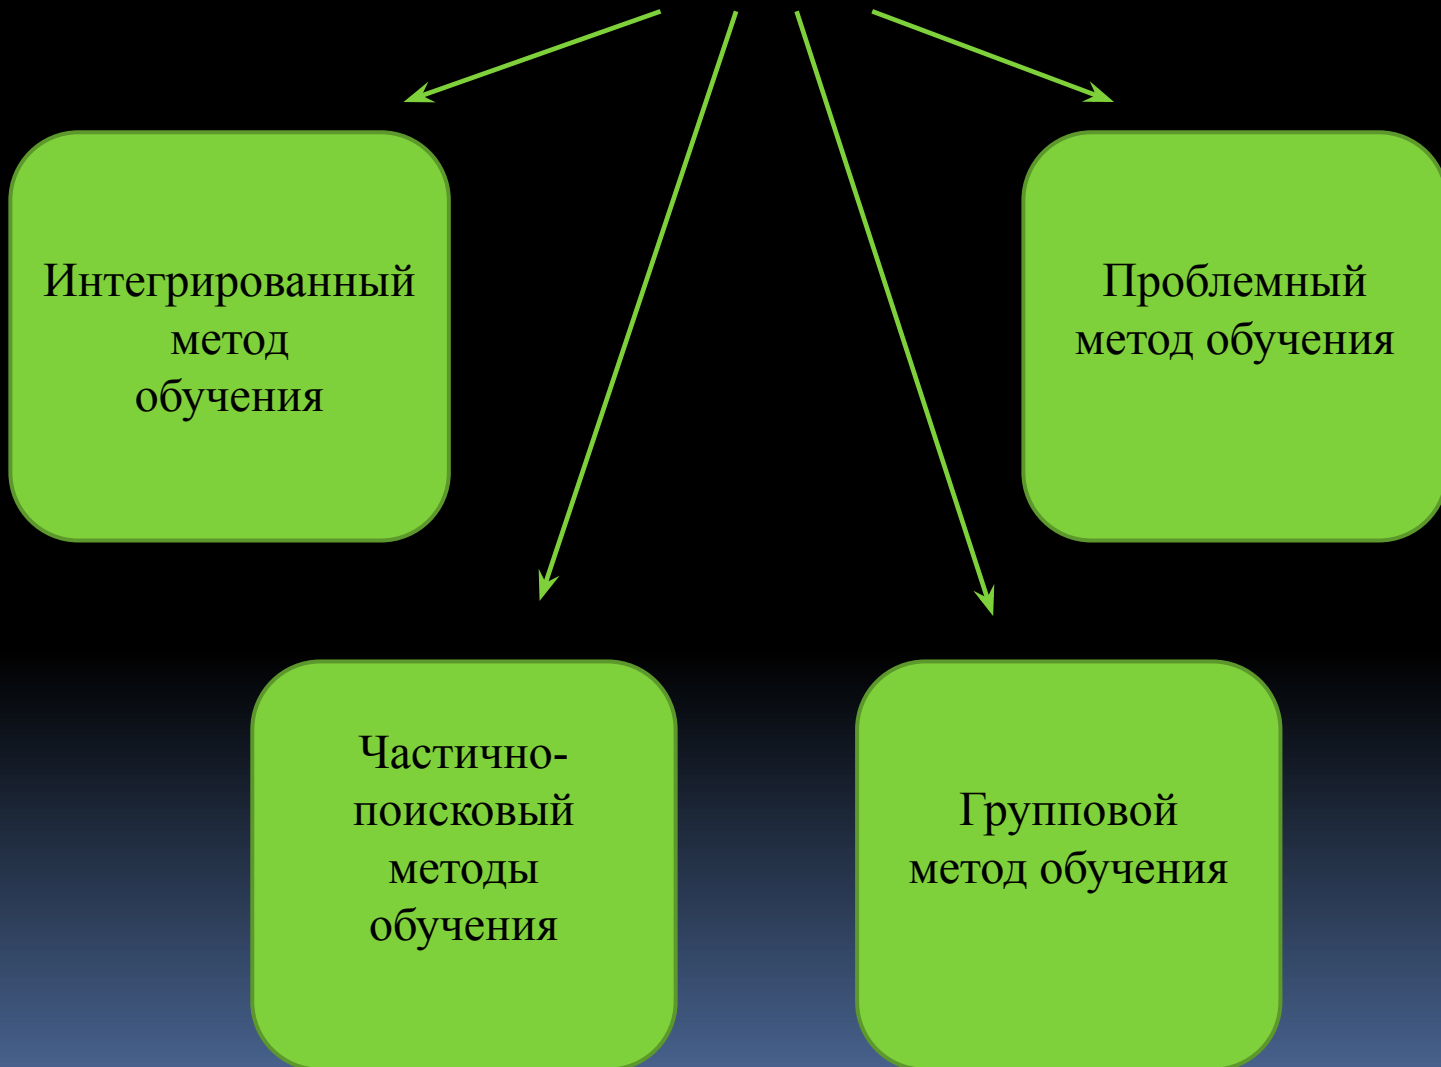 Интегрированный
метод
обучения
Проблемный
метод обучения
Частично-
поисковый
методы
обучения
Групповой
метод обучения